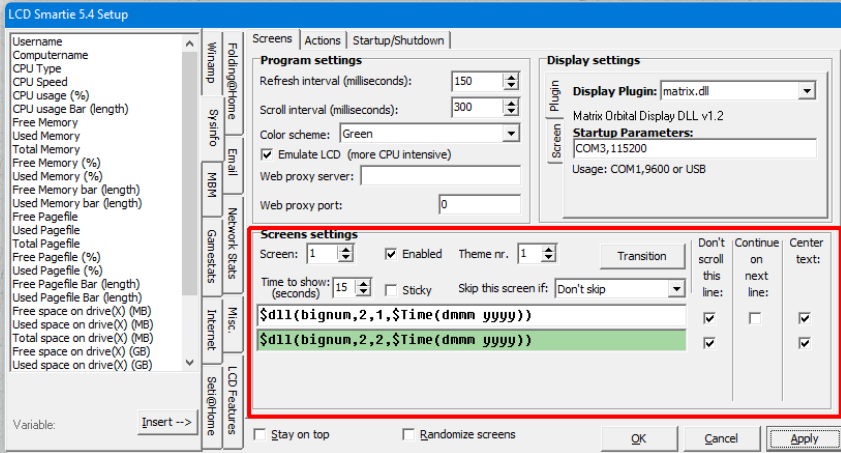 LCD Smartie 5.4 Setup
Username
Computername
CPU Type
CPU Speed
CPU usage (%)
CPU usage Bar (length)
Free Memory
Used Memory
Total Memory
Free Memory (%)
Used Memory (%)
Free Memory bar (length)
Used Memory bar (length)
Free Pagefile
Used Pagefile
Total Pagefile
Free Pagefile (%)
Used Pagefile (%)
Free Pagefile Bar (length)
Used Pagefile Bar (length)
Free space on drive(X) (MB)
Used space on drive(X) (MB)
Total space on drive(X) (MB)
Free space on drive(X) (GB)
Used space on drive(X) (GB)
Variable:
Insert -->
Winamp
Sysinfo
MBM
Gamestats
Internet
Seti@Home
Folding@Home
Email
Network Stats
Misc.
LCD Features
Screens
Actions
Startup/Shutdown
Program settings
Refresh interval (milliseconds):
150
Scroll interval (milliseconds):
300
Color scheme:
Green
Emulate LCD (more CPU intensive)
Web proxy server:
Web proxy port:
0
Display settings
Plugin
Screen
Display Plugin:
matrix.dll
Matrix Orbital Display DLL v1.2
Startup Parameters:
COM3,115200
Usage: COM1,9600 or USB
Screens settings
Screen:
1
Enabled
Theme nr.
1
Transition
Time to show:
(seconds)
15
Sticky
Skip this screen if:
Don't skip
Don't
scroll
this
line:
Continue
on
next
line:
Center
text:
$dll(bignum,2,1,$Time(dmmm yyyy))
$dll(bignum,2,2,$Time(dmmm yyyy))
Stay on top
Randomize screens
OK
Cancel
Apply